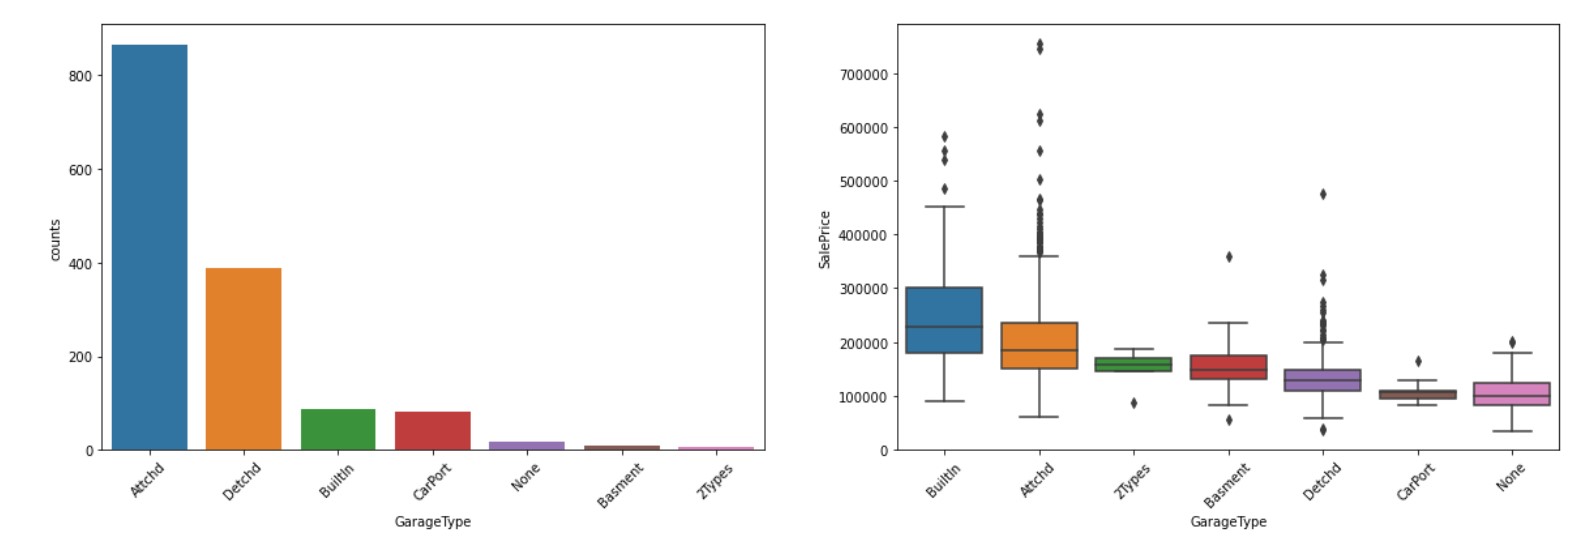 counts
800
600
400
200
0
Attchd
Detchd
BuiltIn
CarPort
None
Basment
2Types
GarageType
SalePrice
700000
600000
500000
400000
300000
200000
100000
0
BuiltIn
Attchd
2Types
Basment
Detchd
CarPort
None
GarageType